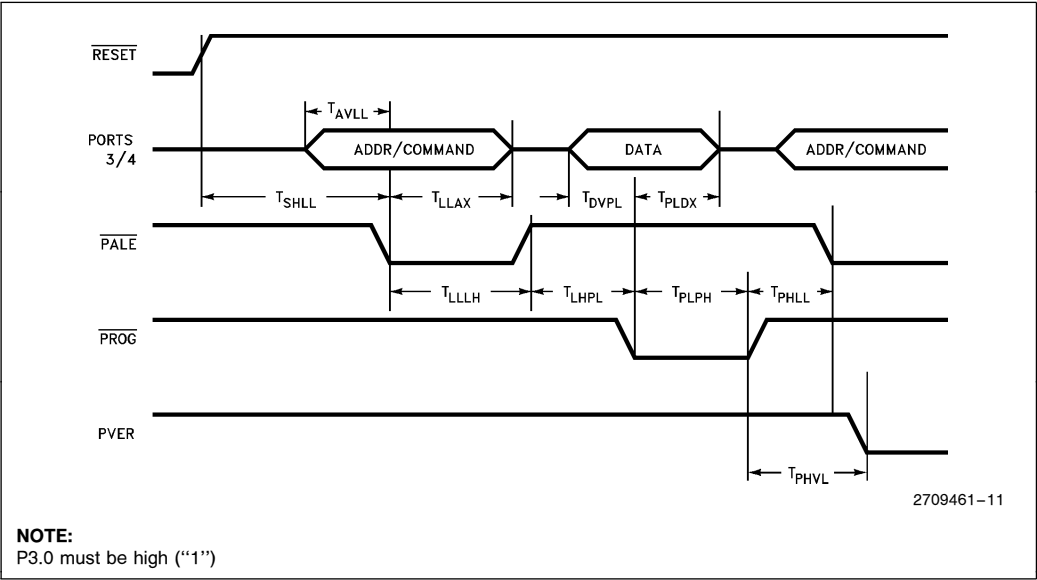 RESET
T_AVLL
PORTS 3/4
ADDR/COMMAND DATA ADDR/COMMAND
T_SHLL T_LLAX T_DVPL T_PLDX
PALE
T_LLLH T_LHPL T_PLPH T_PHLL
PROG
PVER
T_PHVL
2709461-11
NOTE:
P3.0 must be high (''1'')